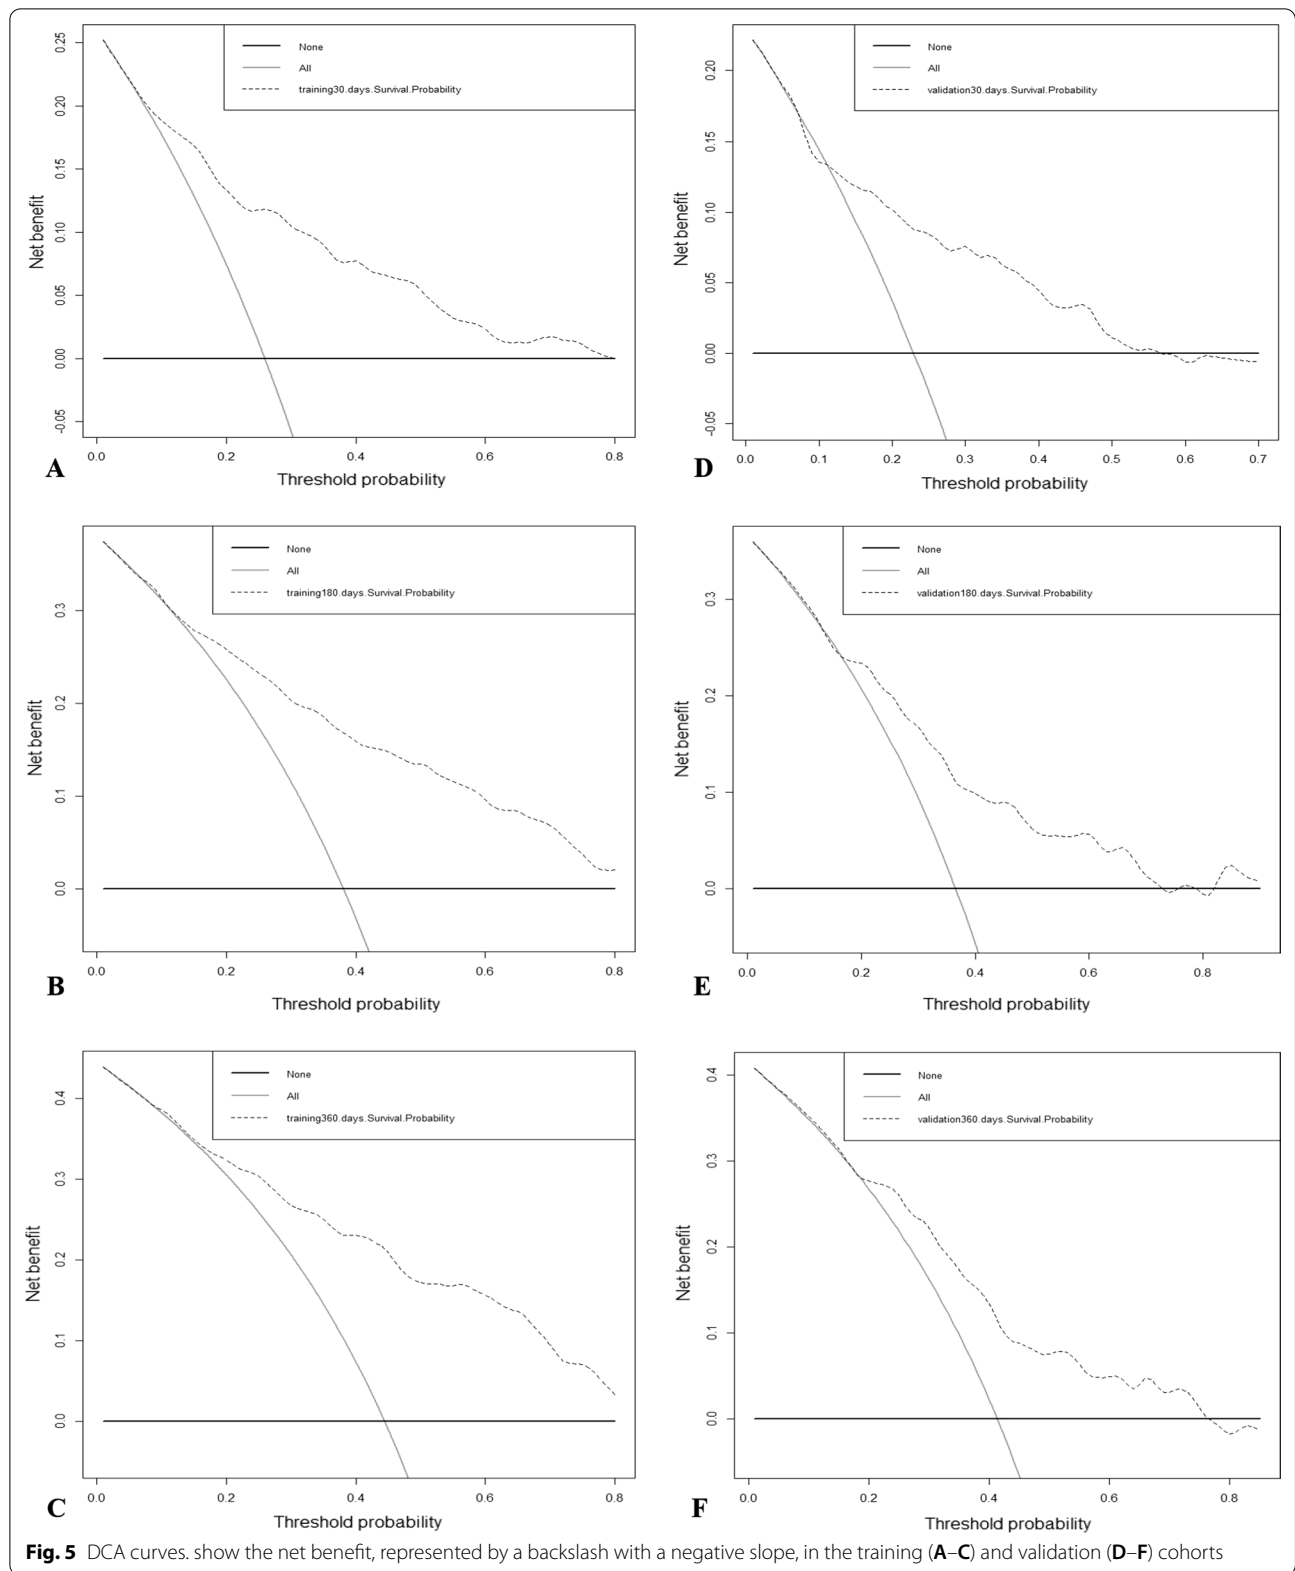 None
All
training30.days.Survival.Probability
Net benefit
0.25
0.20
0.15
0.10
0.05
0.00
-0.05
0.0 0.2 0.4 0.6 0.8
Threshold probability
A
None
All
validation30.days.Survival.Probability
Net benefit
0.20
0.15
0.10
0.05
0.00
-0.05
0.0 0.1 0.2 0.3 0.4 0.5 0.6 0.7
Threshold probability
D
None
All
training180.days.Survival.Probability
Net benefit
0.3
0.2
0.1
0.0
0.0 0.2 0.4 0.6 0.8
Threshold probability
B
None
All
validation180.days.Survival.Probability
Net benefit
0.3
0.2
0.1
0.0
0.0 0.2 0.4 0.6 0.8
Threshold probability
E
None
All
training360.days.Survival.Probability
Net benefit
0.4
0.3
0.2
0.1
0.0
0.0 0.2 0.4 0.6 0.8
Threshold probability
C
None
All
validation360.days.Survival.Probability
Net benefit
0.4
0.3
0.2
0.1
0.0
0.0 0.2 0.4 0.6 0.8
Threshold probability
F
Fig. 5 DCA curves. show the net benefit, represented by a backslash with a negative slope, in the training (A–C) and validation (D–F) cohorts